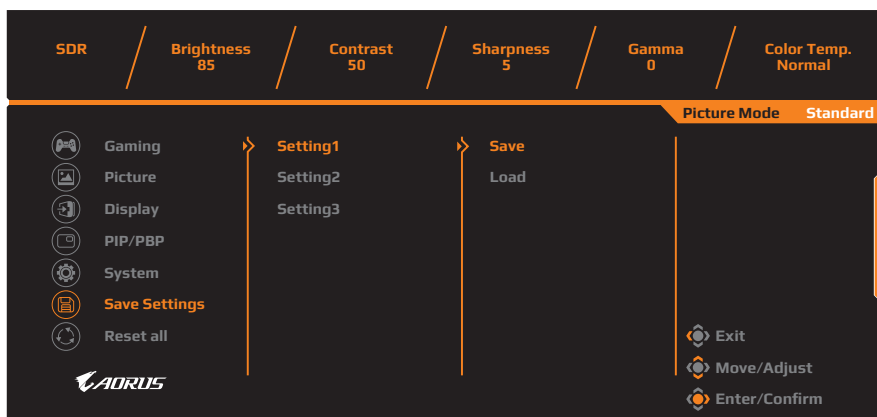 SDR
Brightness
85
Contrast
50
Sharpness
5
Gamma
0
Color Temp.
Normal
Picture Mode Standard
Gaming
Picture
Display
PIP/PBP
System
Save Settings
Reset all
Setting1
Setting2
Setting3
Save
Load
Exit
Move/Adjust
Enter/Confirm
AORUS